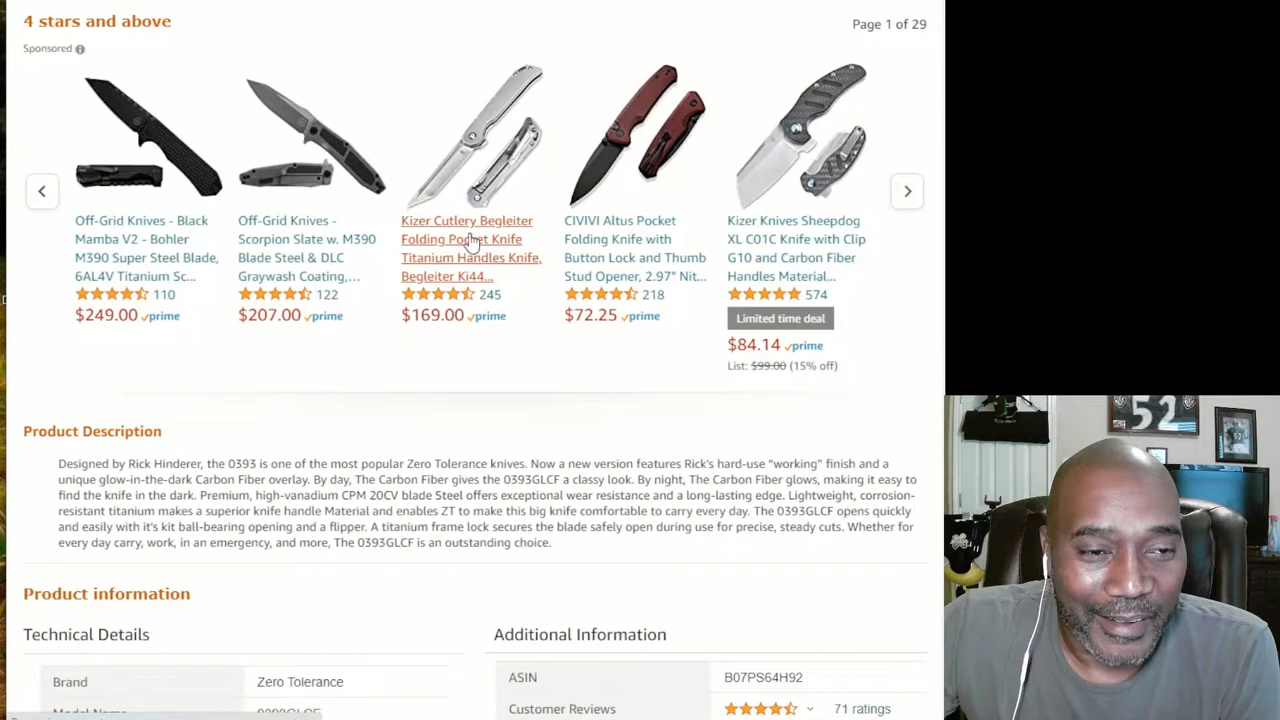 4 stars and above
Page 1 of 29
Sponsored
Off-Grid Knives - Black
Mamba V2 - Bohler
M390 Super Steel Blade,
6AL4V Titanium Sc...
110
$249.00 prime
Off-Grid Knives -
Scorpion Slate w. M390
Blade Steel & DLC
Graywash Coating,...
122
$207.00 prime
Kizer Cutlery Begleiter
Folding Pocket Knife
Titanium Handles Knife,
Begleiter Ki44...
245
$169.00 prime
CIVIVI Altus Pocket
Folding Knife with
Button Lock and Thumb
Stud Opener, 2.97" Nit...
218
$72.25 prime
Kizer Knives Sheepdog
XL C01C Knife with Clip
G10 and Carbon Fiber
Handles Material...
574
Limited time deal
$84.14 prime
List: $99.00 (15% off)
Product Description
Designed by Rick Hinderer, the 0393 is one of the most popular Zero Tolerance knives. Now a new version features Rick's hard-use "working" finish and a
unique glow-in-the-dark Carbon Fiber overlay. By day, The Carbon Fiber gives the 0393GLCF a classy look. By night, The Carbon Fiber glows, making it easy to
find the knife in the dark. Premium, high-vanadium CPM 20CV blade Steel offers exceptional wear resistance and a long-lasting edge. Lightweight, corrosion-
resistant titanium makes a superior knife handle Material and enables ZT to make this big knife comfortable to carry every day. The 0393GLCF opens quickly
and easily with it's kit ball-bearing opening and a flipper. A titanium frame lock secures the blade safely open during use for precise, steady cuts. Whether for
every day carry, work, in an emergency, and more, The 0393GLCF is an outstanding choice.
Product information
Technical Details
Additional Information
Brand
Zero Tolerance
ASIN
B07PS64H92
Customer Reviews
71 ratings
52